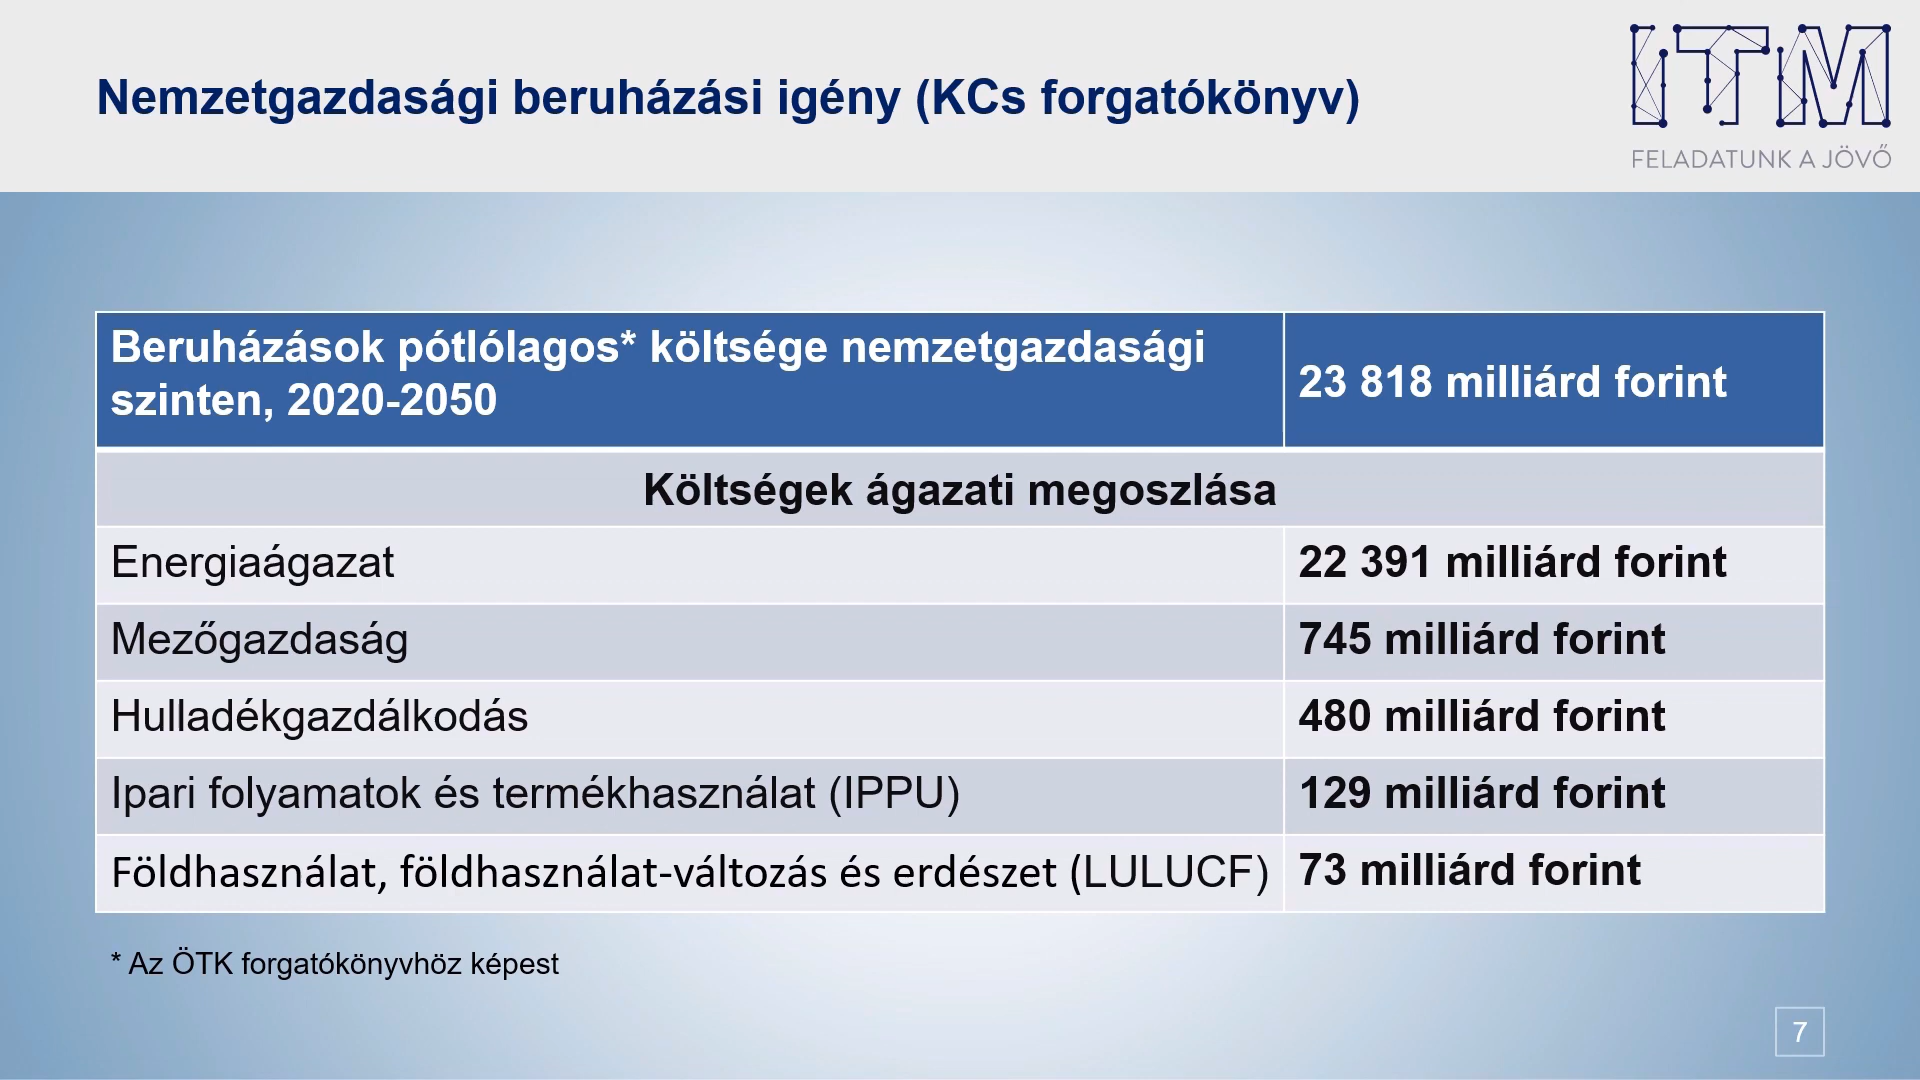 Nemzetgazdasági beruházási igény (KCs forgatókönyv)
ITM
FELADATUNK A JÖVŐ
Beruházások pótlólagos* költsége nemzetgazdasági
szinten, 2020-2050
23 818 milliárd forint
Költségek ágazati megoszlása
Energiaágazat
22 391 milliárd forint
Mezőgazdaság
745 milliárd forint
Hulladékgazdálkodás
480 milliárd forint
Ipari folyamatok és termékhasználat (IPPU)
129 milliárd forint
Földhasználat, földhasználat-változás és erdészet (LULUCF)
73 milliárd forint
* Az ÖTK forgatókönyvhöz képest
7